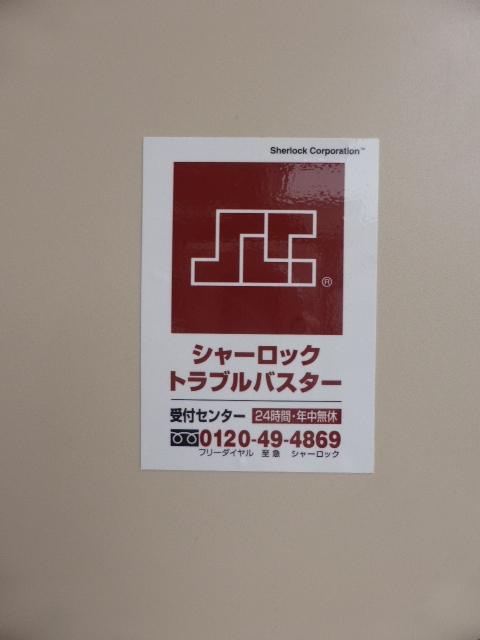 Sherlock Corporation™
®
シャーロック
トラブルバスター
受付センター 24時間・年中無休
0120-49-4869
フリーダイヤル 至急 シャーロック